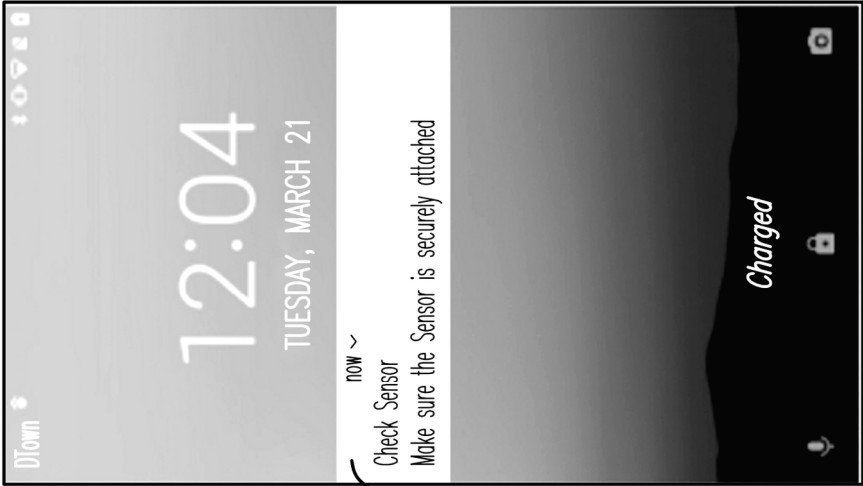 DTown
12:04
TUESDAY, MARCH 21
now
Check Sensor
Make sure the Sensor is securely attached
Charged